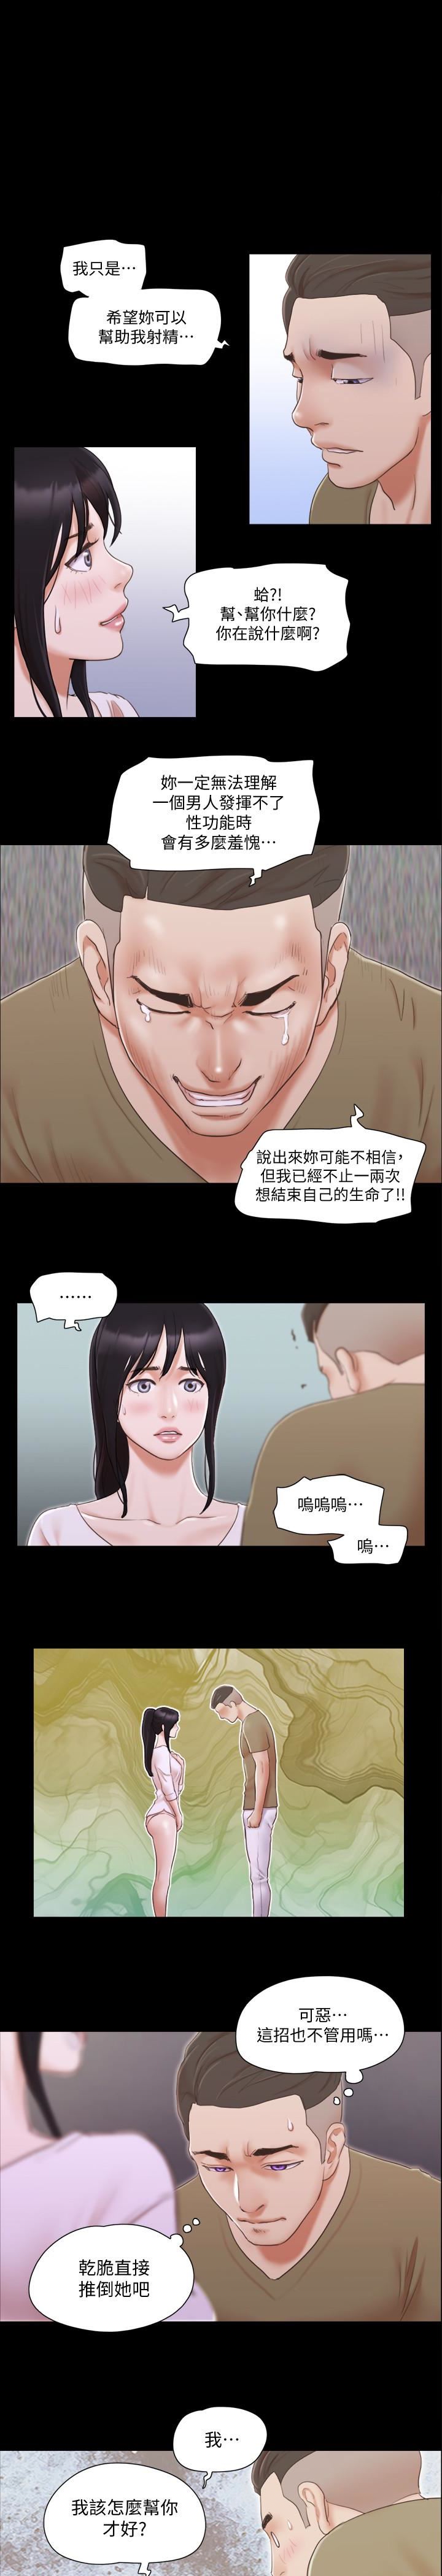 我只是…
希望妳可以
幫助我射精…
蛤?!
幫、幫你什麼?
你在說什麼啊?
妳一定無法理解
一個男人發揮不了
性功能時
會有多麼羞愧…
說出來妳可能不相信，
但我已經不止一兩次
想結束自己的生命了!!
……
嗚嗚嗚…
嗚…
可惡…
這招也不管用嗎…
乾脆直接
推倒她吧
我…
我該怎麼幫你
才好?